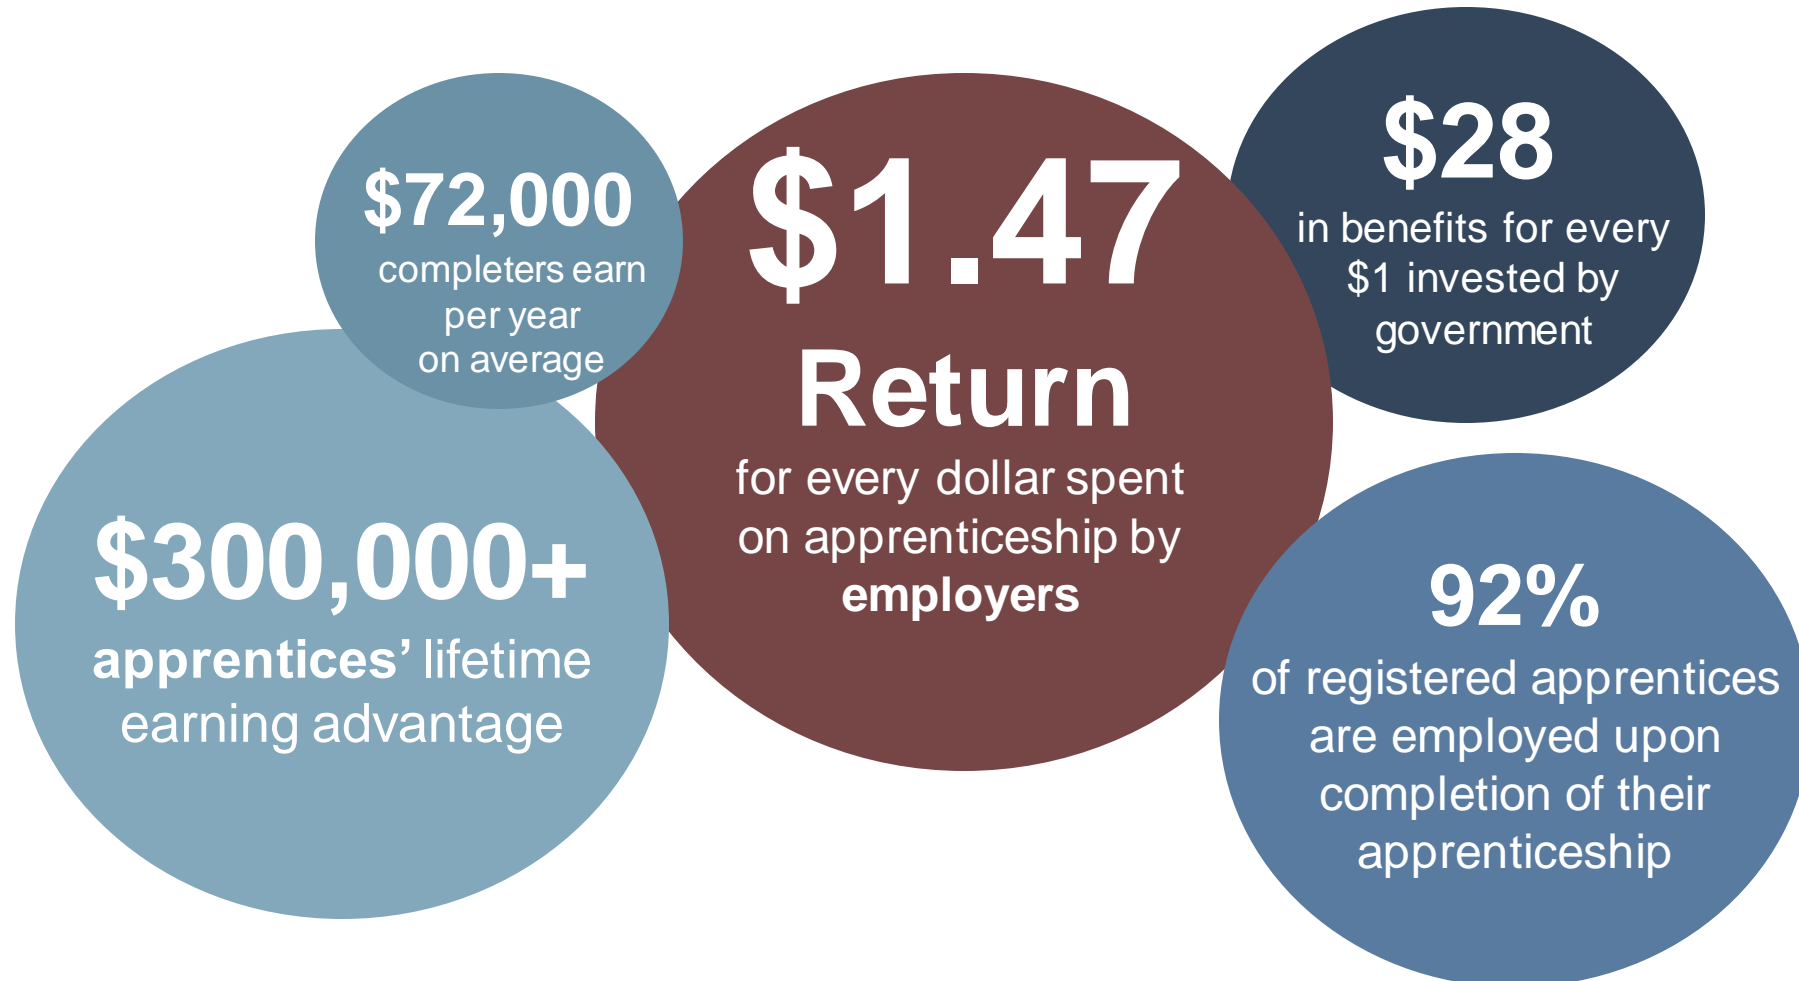 $72,000
completers earn
per year
on average
$300,000+
apprentices’ lifetime
earning advantage
$1.47
Return
for every dollar spent
on apprenticeship by
employers
$28
in benefits for every
$1 invested by
government
92%
of registered apprentices
are employed upon
completion of their
apprenticeship